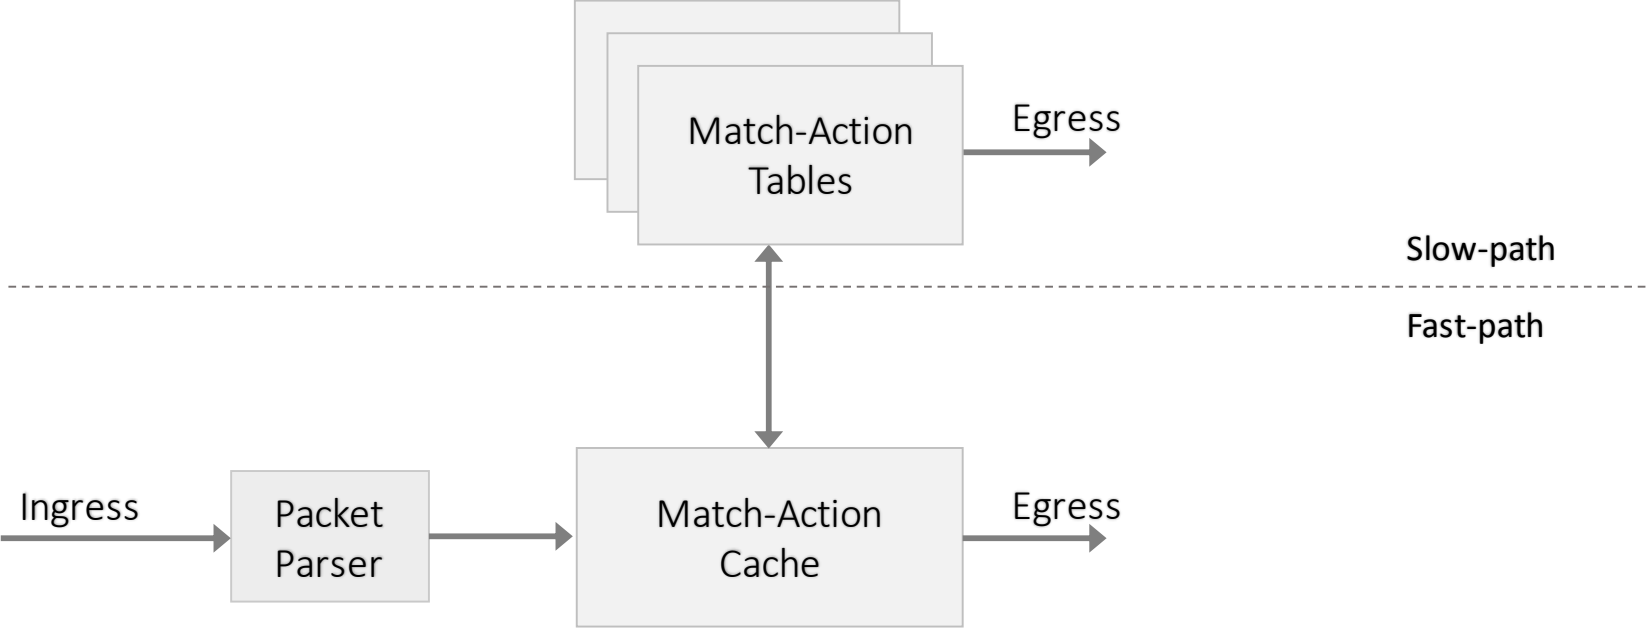 Match-Action
Tables
Egress
Slow-path
Fast-path
Ingress
Packet
Parser
Match-Action
Cache
Egress